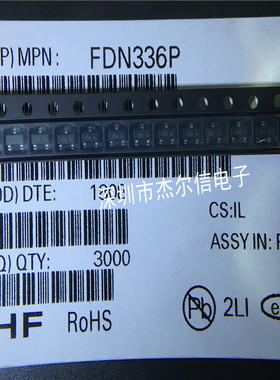 P) MPN: FDN336P
D) DTE:
深圳市杰尔信电子
CS:IL
ASSY IN:
Q) QTY: 3000
HF RoHS
Pb 2LI e